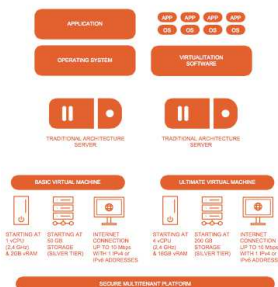 APPLICATION
APP APP APP APP
OS OS OS OS
OPERATING SYSTEM
VIRTUALITATION
SOFTWARE
TRADITIONAL ARCHITECTURE
SERVER
TRADITIONAL ARCHITECTURE
SERVER
BASIC VIRTUAL MACHINE
ULTIMATE VIRTUAL MACHINE
STARTING AT
1 vCPU
(2,4 GHz)
& 2GB vRAM
STARTING AT
50 GB
STORAGE
(SILVER TIER)
INTERNET
CONNECTION
UP TO 10 Mbps
WITH 1 IPv4 or
IPv6 ADDRESSES
STARTING AT
4 vCPU
(2,4 GHz)
& 16GB vRAM
STARTING AT
200 GB
STORAGE
(SILVER TIER)
INTERNET
CONNECTION
UP TO 10 Mbps
WITH 1 IPv4 or
IPv6 ADDRESSES
SECURE MULTITENANT PLATFORM